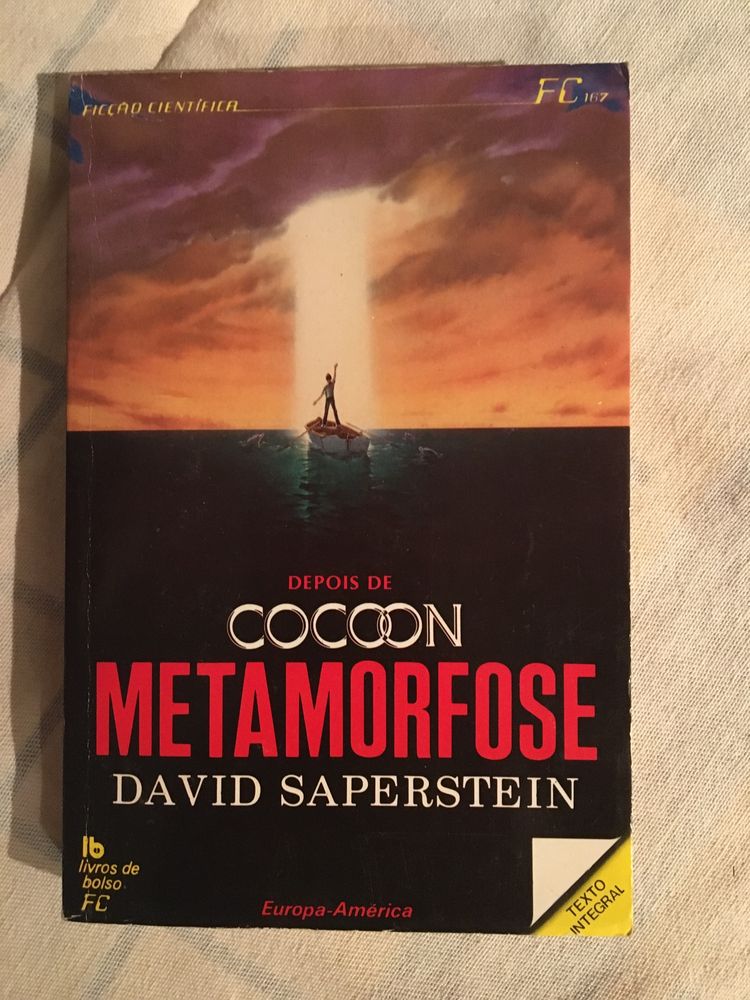 FICÇÃO CIENTÍFICA
FC 167
DEPOIS DE
COCOON
METAMORFOSE
DAVID SAPERSTEIN
lb
livros de
bolso
FC
Europa-América
TEXTO
INTEGRAL